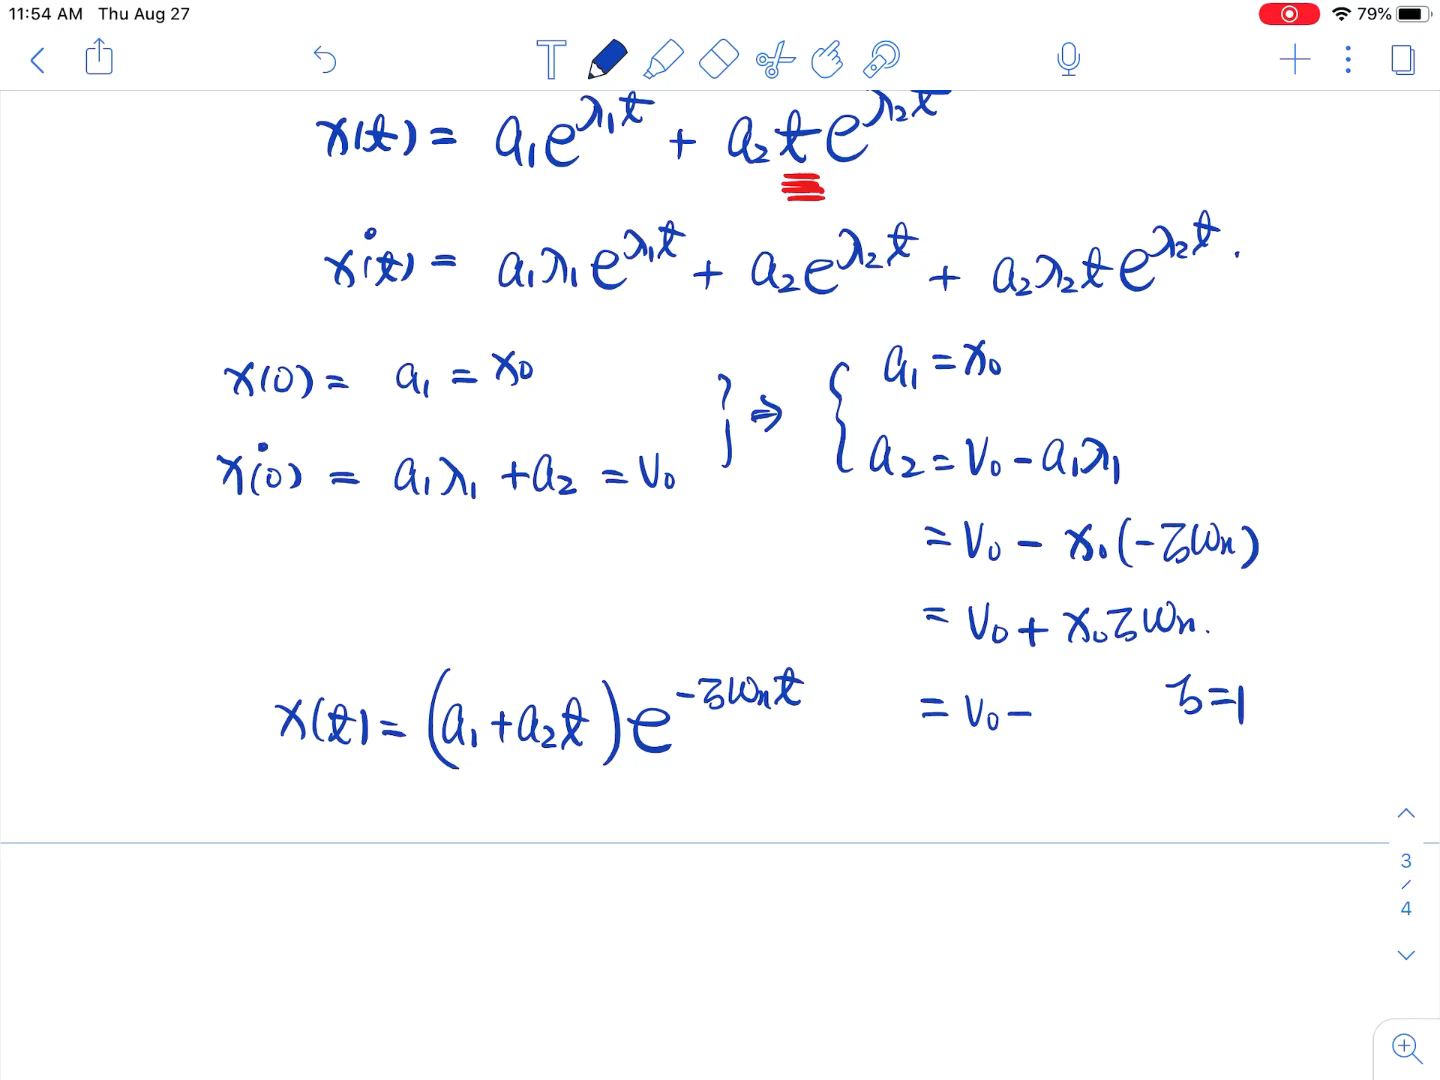 11:54 AM Thu Aug 27 79%
T
x(t) = a₁e^{λ₁t} + a₂te^{λ₂t}
ẋ(t) = a₁λ₁e^{λ₁t} + a₂e^{λ₂t} + a₂λ₂te^{λ₂t}.
x(0) = a₁ = x₀
ẋ(0) = a₁λ₁ + a₂ = v₀
} ⇒ {
a₁ = x₀
a₂ = v₀ − a₁λ₁
= v₀ − x₀(−ζωₙ)
= v₀ + x₀ζωₙ.
= v₀ − ζ=1
x(t) = (a₁ + a₂t)e^{−ζωₙt}
3
/
4